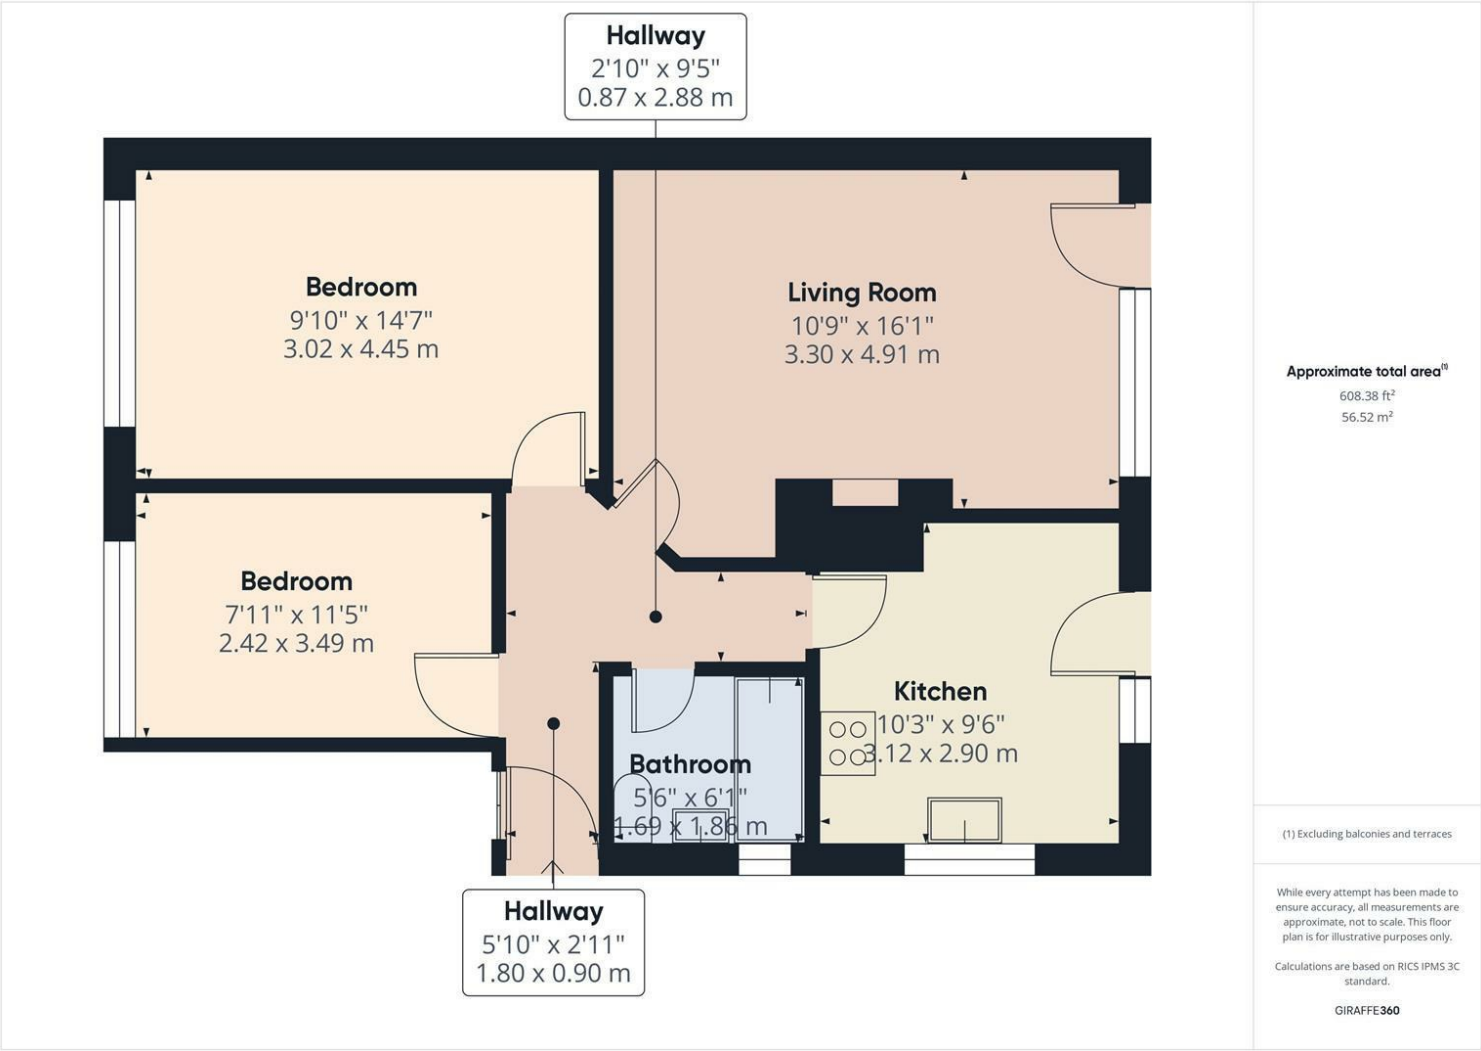 Hallway
2'10" x 9'5"
0.87 x 2.88 m
Bedroom
9'10" x 14'7"
3.02 x 4.45 m
Living Room
10'9" x 16'1"
3.30 x 4.91 m
Bedroom
7'11" x 11'5"
2.42 x 3.49 m
Kitchen
10'3" x 9'6"
3.12 x 2.90 m
Bathroom
5'6" x 6'1"
1.69 x 1.86 m
Hallway
5'10" x 2'11"
1.80 x 0.90 m
Approximate total area(1)
608.38 ft²
56.52 m²
(1) Excluding balconies and terraces
While every attempt has been made to
ensure accuracy, all measurements are
approximate, not to scale. This floor
plan is for illustrative purposes only.
Calculations are based on RICS IPMS 3C
standard.
GIRAFFE360